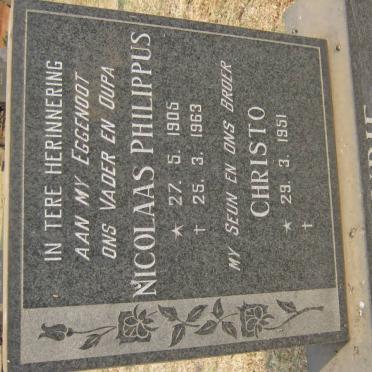 IN TERE HERINNERING
AAN MY EGGENOOT
ONS VADER EN OUPA
NICOLAAS PHILIPPUS
* 27. 5. 1905
† 25. 3. 1963
MY SEUN EN ONS BROER
CHRISTO
* 29. 3. 1951
†